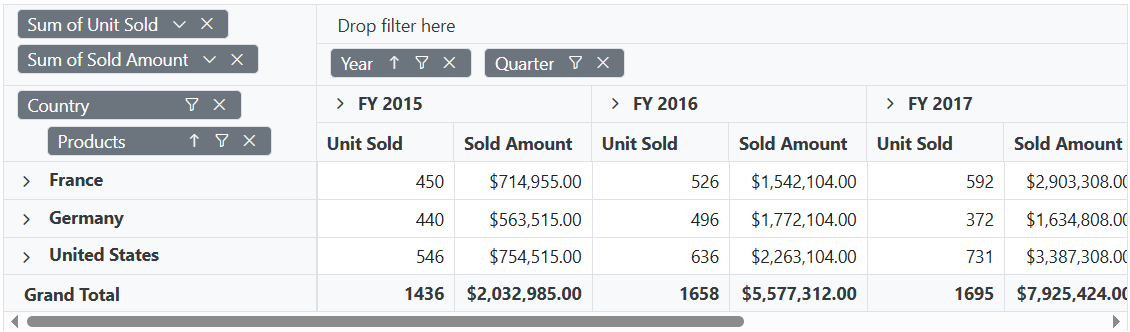 Sum of Unit Sold
Drop filter here
Sum of Sold Amount
Year Quarter
Country
FY 2015 FY 2016 FY 2017
Products
Unit Sold Sold Amount Unit Sold Sold Amount Unit Sold Sold Amount
France 450 $714,955.00 526 $1,542,104.00 592 $2,903,308.00
Germany 440 $563,515.00 496 $1,772,104.00 372 $1,634,808.00
United States 546 $754,515.00 636 $2,263,104.00 731 $3,387,308.00
Grand Total 1436 $2,032,985.00 1658 $5,577,312.00 1695 $7,925,424.00